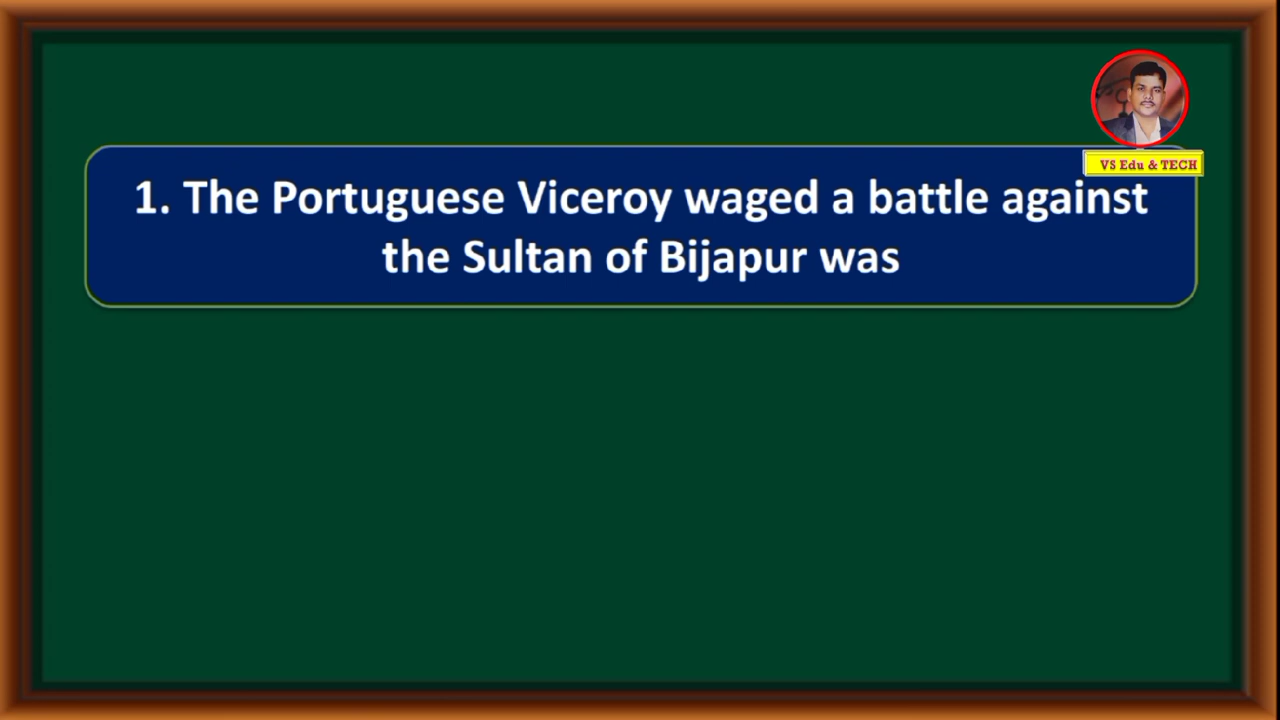 VS Edu & TECH
1. The Portuguese Viceroy waged a battle against
the Sultan of Bijapur was